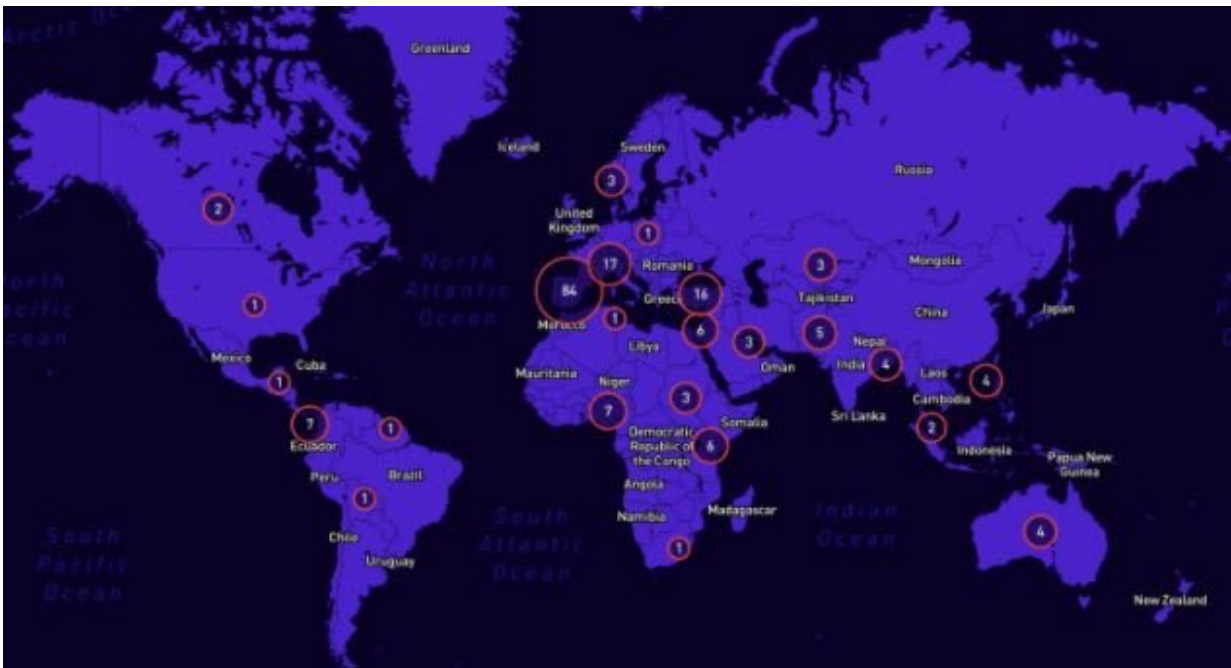 Arctic Ocean
Greenland
Iceland
Sweden
Russia
3
2
United
Kingdom
1
17
Romania
3
Mongolia
North
Atlantic
Ocean
84
Greece
16
Tajikistan
1
China
Japan
Morocco
1
6
5
Nepal
3
Libya
Mexico
Cuba
Oman
India
4
Laos
Mauritania
Niger
1
3
4
Cambodia
7
7
1
Somalia
Sri Lanka
2
Ecuador
Democratic
Republic of
the Congo
6
Indonesia
Papua New
Guinea
Peru
Brazil
Angola
1
Namibia
Madagascar
Indian
Ocean
South
Atlantic
Ocean
Chile
4
South
Pacific
Ocean
Uruguay
1
New Zealand